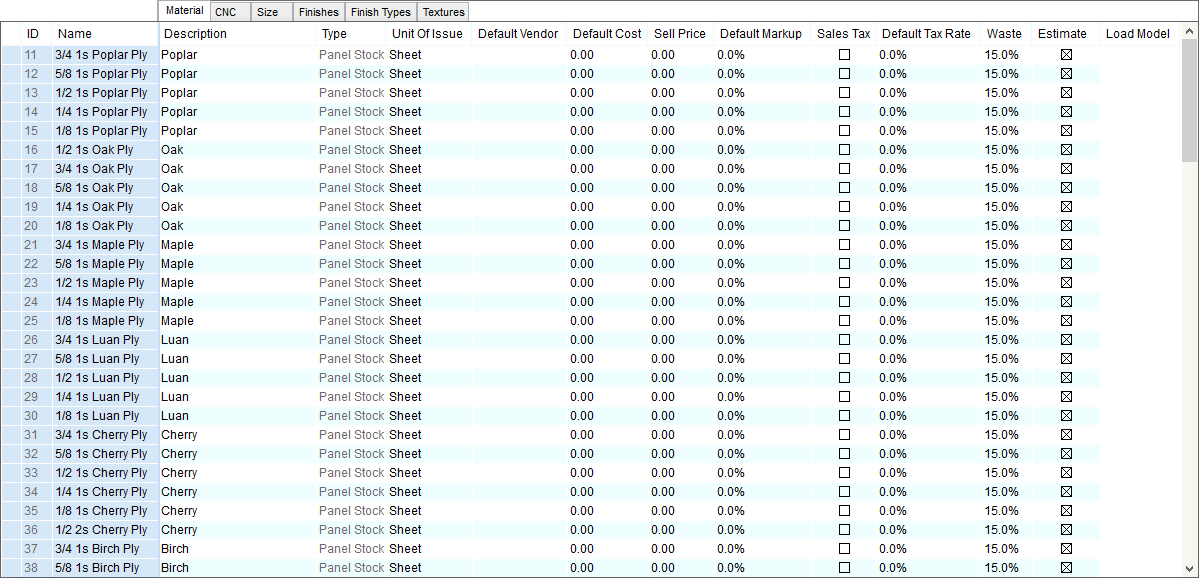 Material CNC Size Finishes Finish Types Textures
ID Name Description Type Unit Of Issue Default Vendor Default Cost Sell Price Default Markup Sales Tax Default Tax Rate Waste Estimate Load Model
11 3/4 1s Poplar Ply Poplar Panel Stock Sheet 0.00 0.00 0.0% 0.0% 15.0%
12 5/8 1s Poplar Ply Poplar Panel Stock Sheet 0.00 0.00 0.0% 0.0% 15.0%
13 1/2 1s Poplar Ply Poplar Panel Stock Sheet 0.00 0.00 0.0% 0.0% 15.0%
14 1/4 1s Poplar Ply Poplar Panel Stock Sheet 0.00 0.00 0.0% 0.0% 15.0%
15 1/8 1s Poplar Ply Poplar Panel Stock Sheet 0.00 0.00 0.0% 0.0% 15.0%
16 1/2 1s Oak Ply Oak Panel Stock Sheet 0.00 0.00 0.0% 0.0% 15.0%
17 3/4 1s Oak Ply Oak Panel Stock Sheet 0.00 0.00 0.0% 0.0% 15.0%
18 5/8 1s Oak Ply Oak Panel Stock Sheet 0.00 0.00 0.0% 0.0% 15.0%
19 1/4 1s Oak Ply Oak Panel Stock Sheet 0.00 0.00 0.0% 0.0% 15.0%
20 1/8 1s Oak Ply Oak Panel Stock Sheet 0.00 0.00 0.0% 0.0% 15.0%
21 3/4 1s Maple Ply Maple Panel Stock Sheet 0.00 0.00 0.0% 0.0% 15.0%
22 5/8 1s Maple Ply Maple Panel Stock Sheet 0.00 0.00 0.0% 0.0% 15.0%
23 1/2 1s Maple Ply Maple Panel Stock Sheet 0.00 0.00 0.0% 0.0% 15.0%
24 1/4 1s Maple Ply Maple Panel Stock Sheet 0.00 0.00 0.0% 0.0% 15.0%
25 1/8 1s Maple Ply Maple Panel Stock Sheet 0.00 0.00 0.0% 0.0% 15.0%
26 3/4 1s Luan Ply Luan Panel Stock Sheet 0.00 0.00 0.0% 0.0% 15.0%
27 5/8 1s Luan Ply Luan Panel Stock Sheet 0.00 0.00 0.0% 0.0% 15.0%
28 1/2 1s Luan Ply Luan Panel Stock Sheet 0.00 0.00 0.0% 0.0% 15.0%
29 1/4 1s Luan Ply Luan Panel Stock Sheet 0.00 0.00 0.0% 0.0% 15.0%
30 1/8 1s Luan Ply Luan Panel Stock Sheet 0.00 0.00 0.0% 0.0% 15.0%
31 3/4 1s Cherry Ply Cherry Panel Stock Sheet 0.00 0.00 0.0% 0.0% 15.0%
32 5/8 1s Cherry Ply Cherry Panel Stock Sheet 0.00 0.00 0.0% 0.0% 15.0%
33 1/2 1s Cherry Ply Cherry Panel Stock Sheet 0.00 0.00 0.0% 0.0% 15.0%
34 1/4 1s Cherry Ply Cherry Panel Stock Sheet 0.00 0.00 0.0% 0.0% 15.0%
35 1/8 1s Cherry Ply Cherry Panel Stock Sheet 0.00 0.00 0.0% 0.0% 15.0%
36 1/2 2s Cherry Ply Cherry Panel Stock Sheet 0.00 0.00 0.0% 0.0% 15.0%
37 3/4 1s Birch Ply Birch Panel Stock Sheet 0.00 0.00 0.0% 0.0% 15.0%
38 5/8 1s Birch Ply Birch Panel Stock Sheet 0.00 0.00 0.0% 0.0% 15.0%